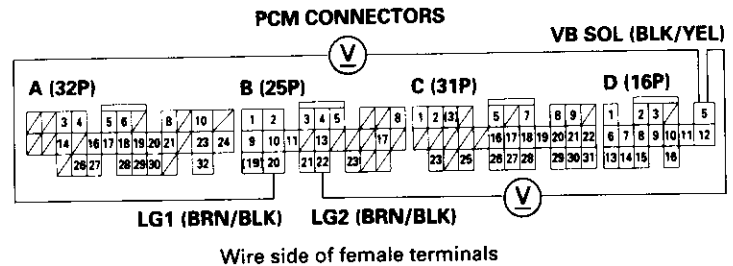 PCM CONNECTORS
VB SOL (BLK/YEL)
V
A (32P) B (25P) C (31P) D (16P)
3 4 5 6 8 10 1 2 3 4 5 8 1 2 (3) 5 7 8 9 1 2 3 5
14 16 17 18 19 20 21 23 24 9 10 11 13 17 16 17 18 19 20 21 22 6 7 8 9 10 11 12
26 27 28 29 30 32 (19) 20 21 22 23 23 25 26 27 28 29 30 31 13 14 15 16
V
LG1 (BRN/BLK) LG2 (BRN/BLK)
Wire side of female terminals